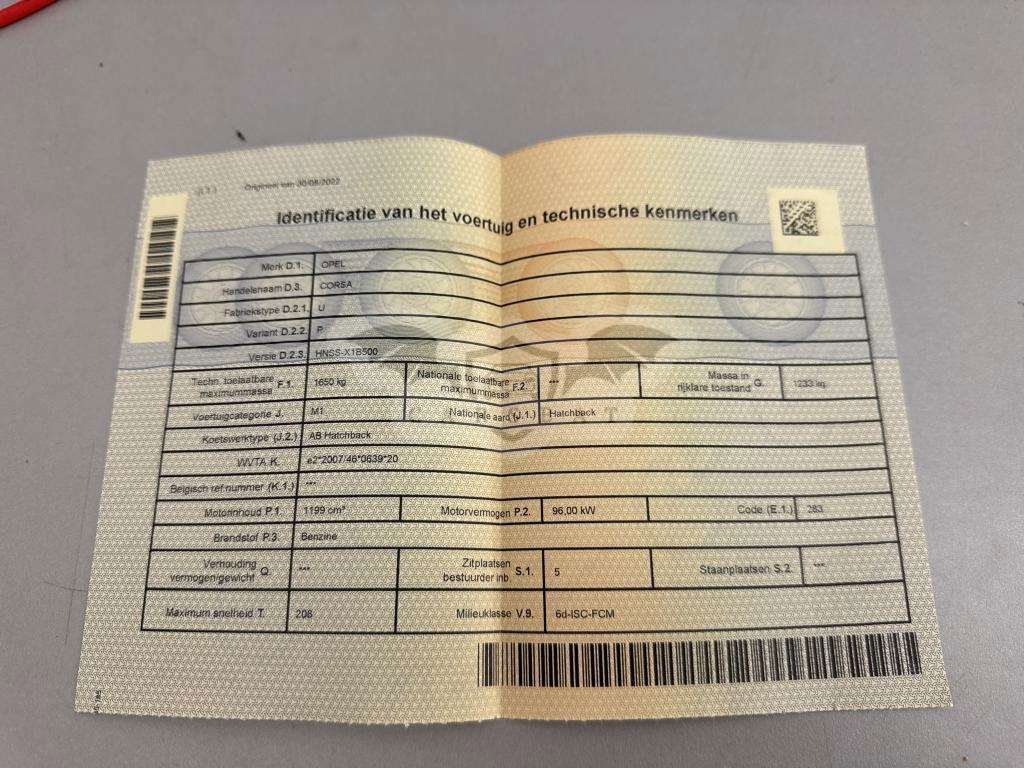 Origineel van 30/08/2022
Identificatie van het voertuig en technische kenmerken
Merk D.1. OPEL
Handelsnaam D.3. CORSA
Fabriekstype D.2.1. U
Variant D.2.2. P
Versie D.2.3. HNSS-X1B500
Techn. toelaatbare maximummassa F.1. 1650 kg Nationale toelaatbare maximummassa F.2. *** Massa in rijklare toestand G. 1233 kg
Voertuigcategorie J. M1 Nationale aard (J.1.) Hatchback
Koetswerktype (J.2.) AB Hatchback
WVTA K. e2*2007/46*0639*20
Belgisch ref.nummer (K.1.) ***
Motorinhoud P.1. 1199 cm³ Motorvermogen P.2. 96,00 kW Code (E.1.) 283
Brandstof P.3. Benzine
Verhouding vermogen/gewicht Q. *** Zitplaatsen bestuurder inb. S.1. 5 Staanplaatsen S.2. ***
Maximum snelheid T. 208 Milieuklasse V.9. 6d-ISC-FCM